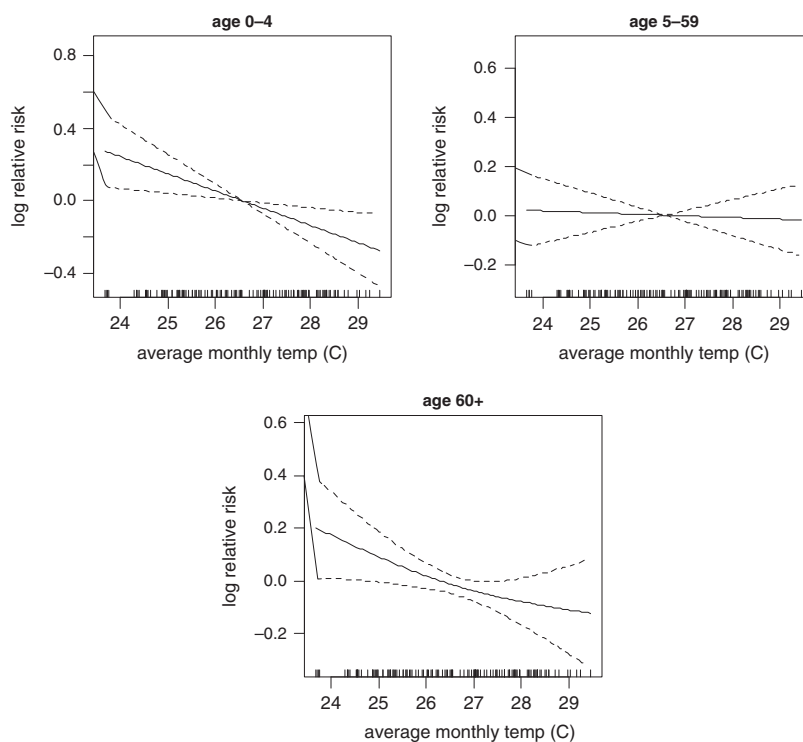 age 0–4
0.8
0.4
0.0
−0.4
log relative risk
24 25 26 27 28 29
average monthly temp (C)
age 5–59
0.6
0.4
0.2
0.0
−0.2
log relative risk
24 25 26 27 28 29
average monthly temp (C)
age 60+
0.6
0.4
0.2
0.0
−0.2
log relative risk
24 25 26 27 28 29
average monthly temp (C)